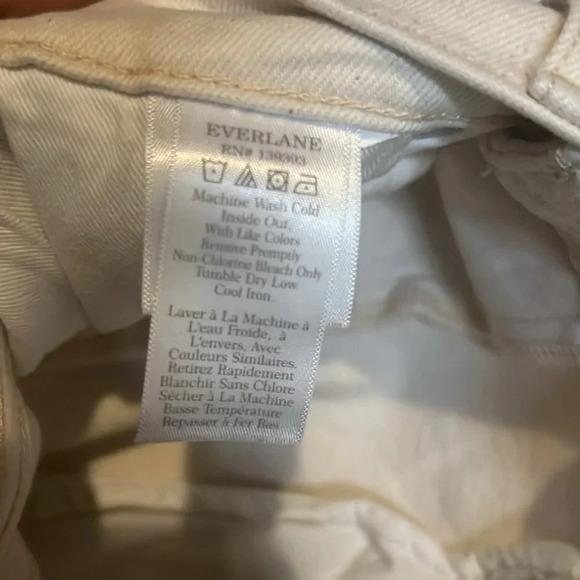 EVERLANE
RN# 139393
Machine Wash Cold
Inside Out,
With Like Colors
Remove Promptly
Non-Chlorine Bleach Only
Tumble Dry Low
Cool Iron
Laver à La Machine à
L'eau Froide, à
L'envers, Avec
Couleurs Similaires.
Retirez Rapidement
Blanchir Sans Chlore
Sécher à La Machine
Basse Température
Repasser à Fer Bas